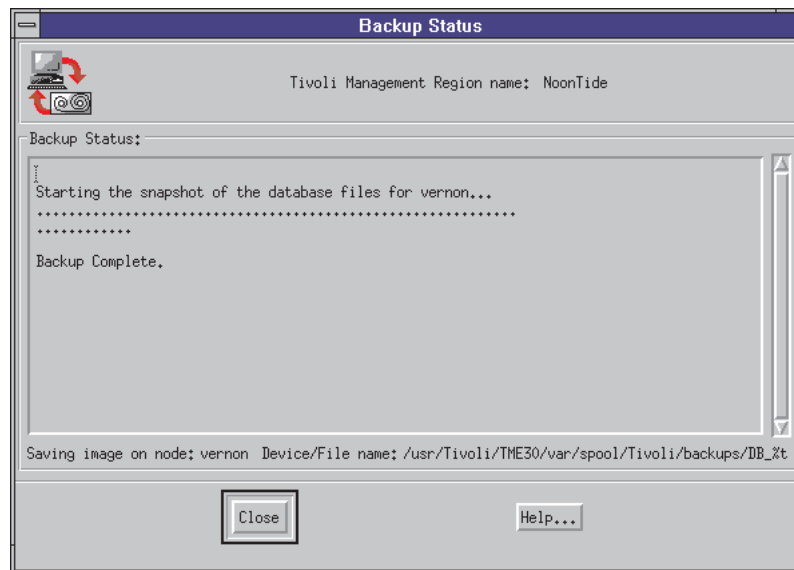 Backup Status
Tivoli Management Region name: NoonTide
Backup Status:
Starting the snapshot of the database files for vernon...
............................................................
............
Backup Complete.
Saving image on node: vernon Device/File name: /usr/Tivoli/TME30/var/spool/Tivoli/backups/DB_%t
Close
Help...